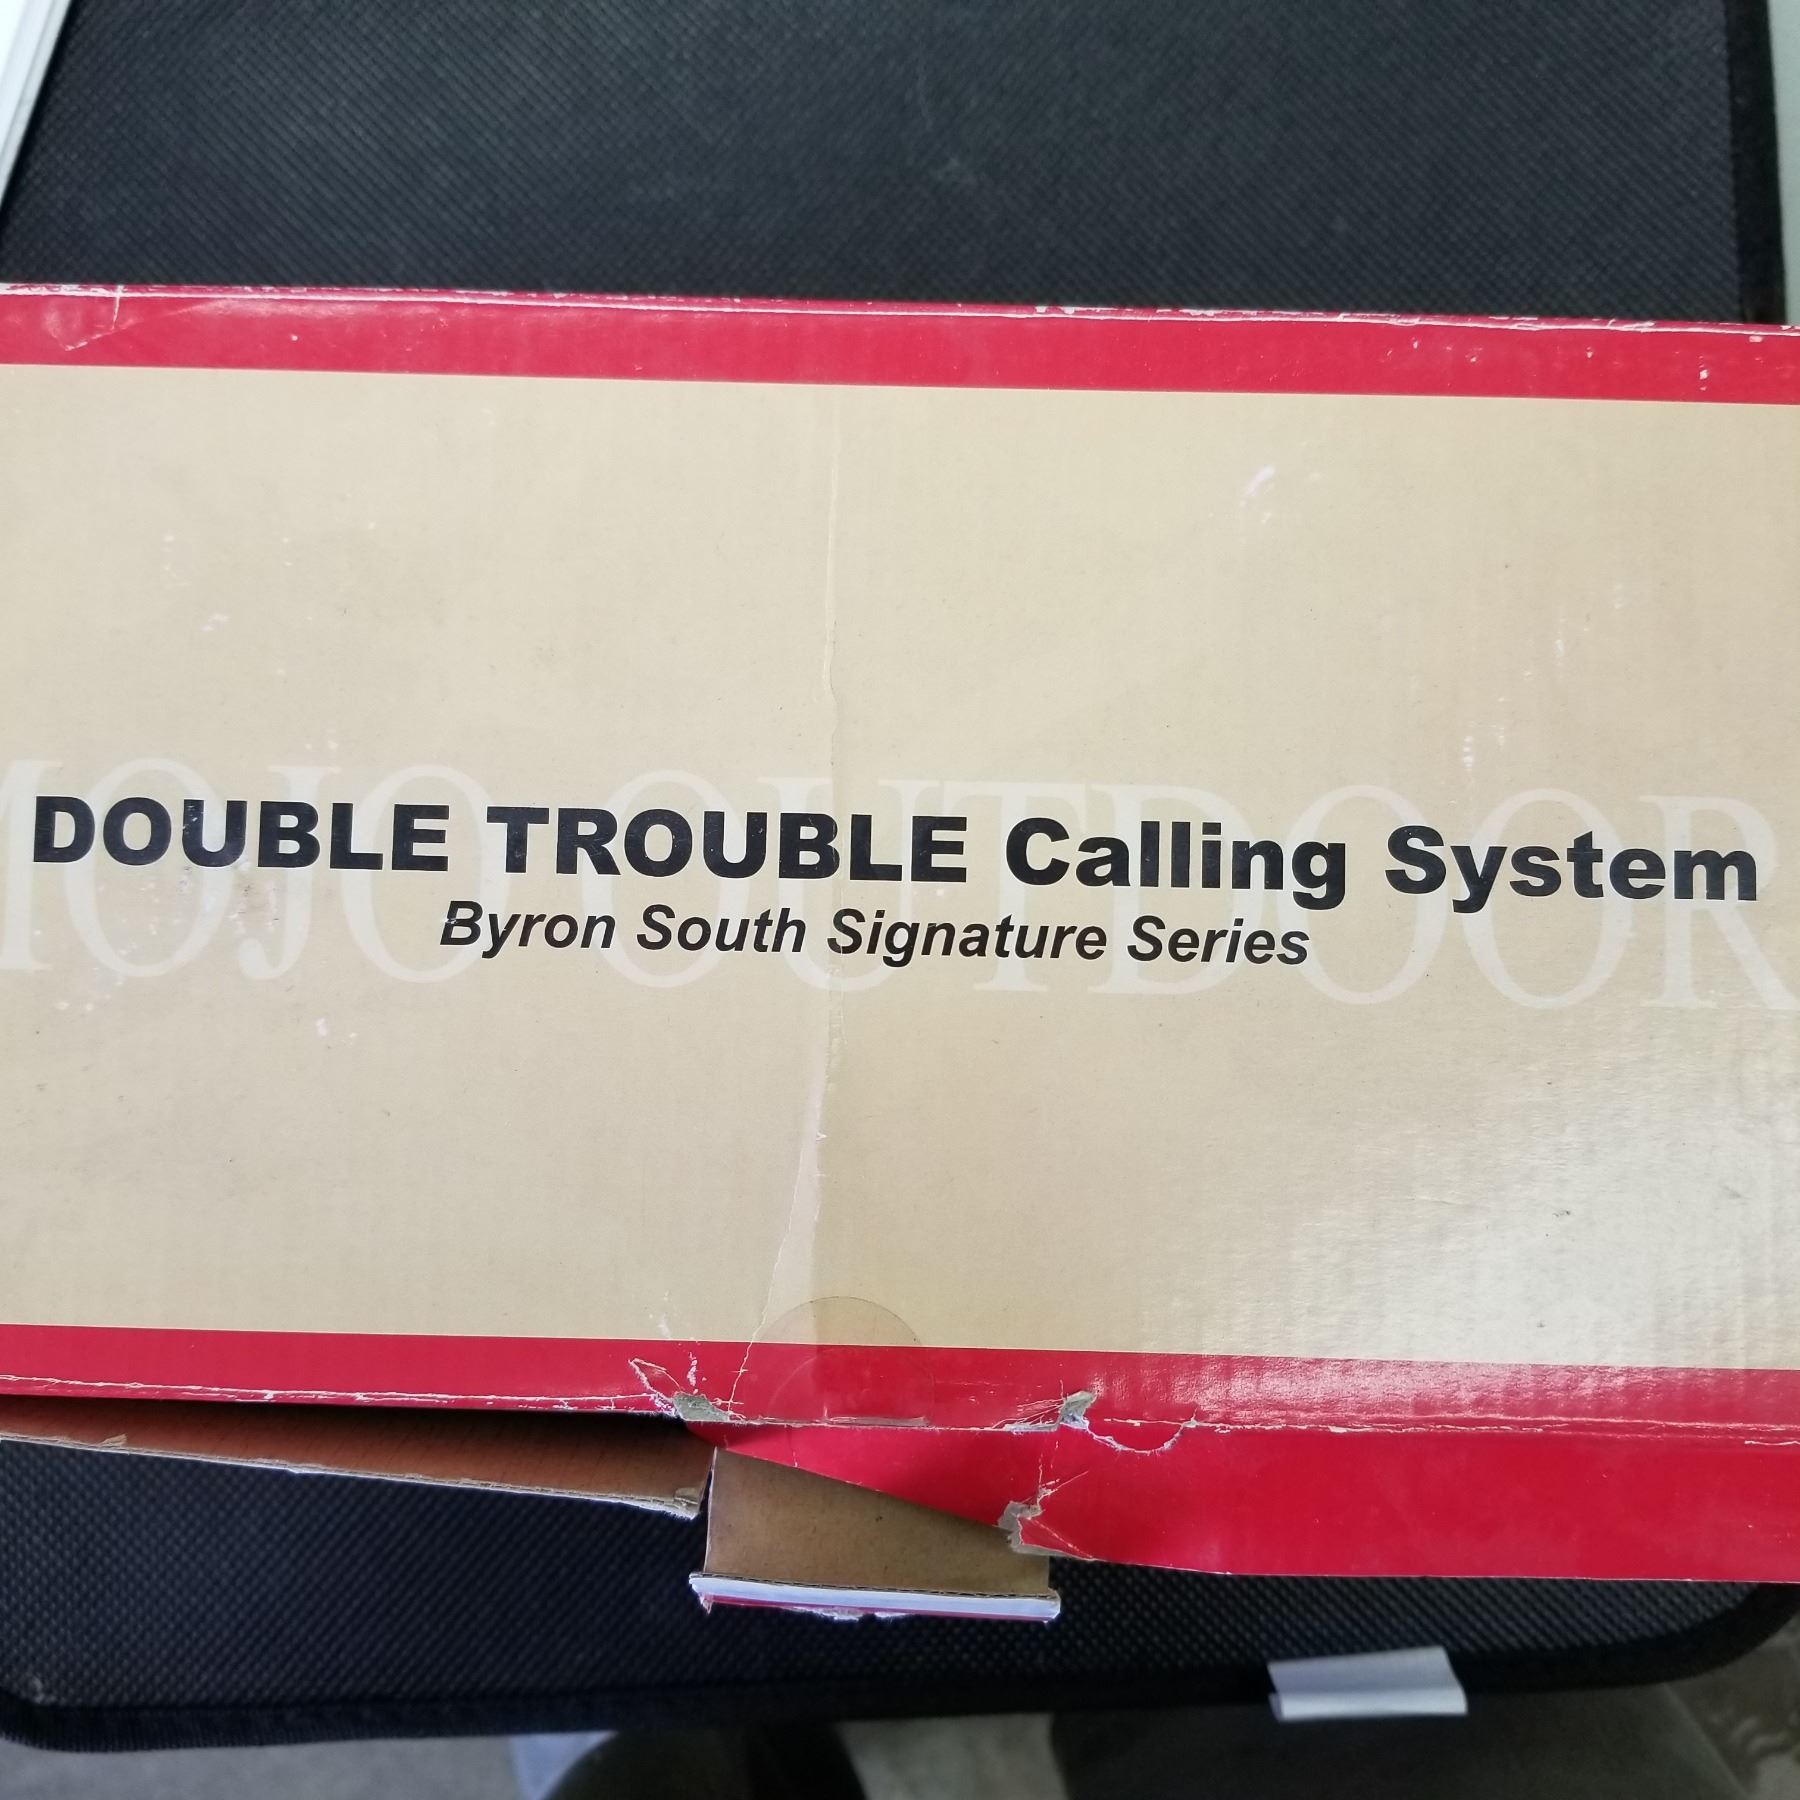 MOJO OUTDOOR
DOUBLE TROUBLE Calling System
Byron South Signature Series